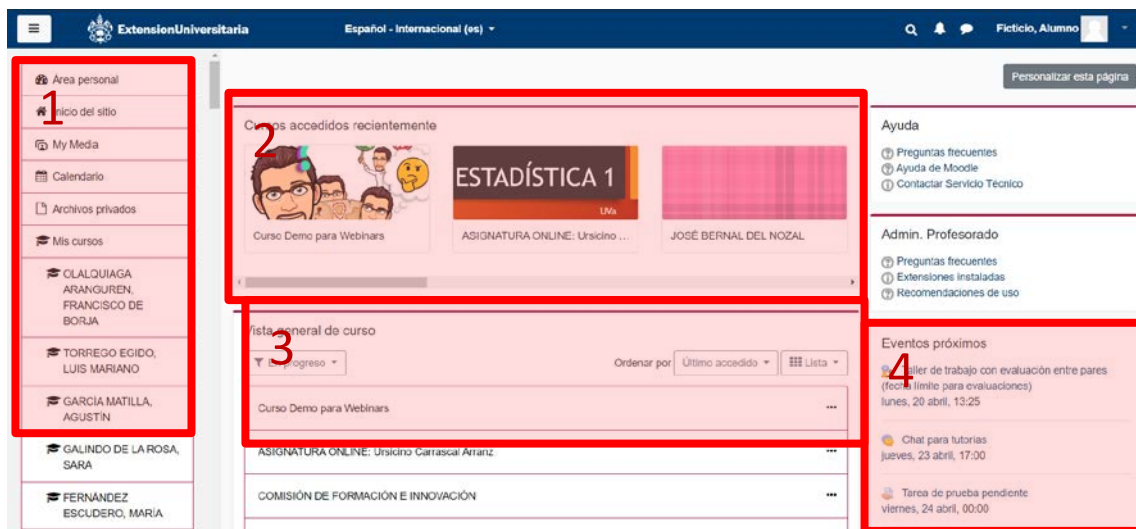 ExtensionUniversitaria
Español - Internacional (es)
Ficticio, Alumno
Personalizar esta página
1
Área personal
Inicio del sitio
My Media
Calendario
Archivos privados
Mis cursos
OLALQUIAGA
ARANGUREN,
FRANCISCO DE
BORJA
TORREGO EGIDO,
LUIS MARIANO
GARCIA MATILLA,
AGUSTÍN
GALINDO DE LA ROSA,
SARA
FERNÁNDEZ
ESCUDERO, MARÍA
2
Cursos accedidos recientemente
ESTADÍSTICA 1
UVa
Curso Demo para Webinars
ASIGNATURA ONLINE: Ursicino ...
JOSÉ BERNAL DEL NOZAL
3
Vista general de curso
En progreso
Ordenar por
Último accedido
Lista
Curso Demo para Webinars
ASIGNATURA ONLINE: Ursicino Carrascal Arranz
COMISIÓN DE FORMACIÓN E INNOVACIÓN
Ayuda
Preguntas frecuentes
Ayuda de Moodle
Contactar Servicio Técnico
Admin. Profesorado
Preguntas frecuentes
Extensiones instaladas
Recomendaciones de uso
4
Eventos próximos
Taller de trabajo con evaluación entre pares
(fecha límite para evaluaciones)
lunes, 20 abril, 13:25
Chat para tutorias
jueves, 23 abril, 17:00
Tarea de prueba pendiente
viernes, 24 abril, 00:00